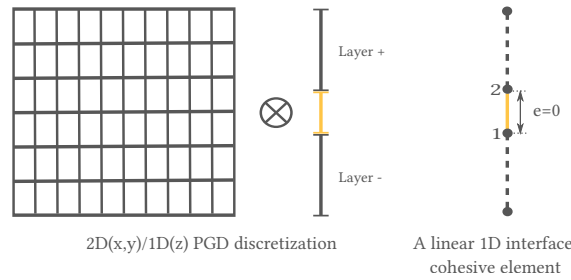 Layer +
2
e=0
1
Layer -
2D(x,y)/1D(z) PGD discretization
A linear 1D interface
cohesive element